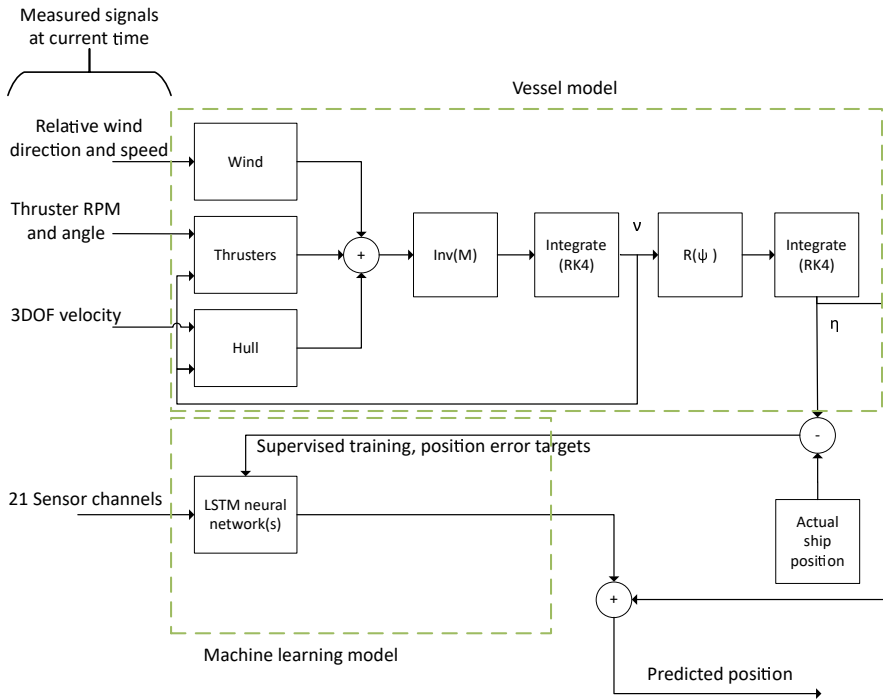 Measured signals
at current time
Vessel model
Relative wind
direction and speed
Wind
Thruster RPM
and angle
Thrusters
+
Inv(M)
Integrate
(RK4)
ν
R(ψ )
Integrate
(RK4)
3DOF velocity
Hull
η
-
Supervised training, position error targets
21 Sensor channels
LSTM neural
network(s)
Actual
ship
position
+
Machine learning model
Predicted position